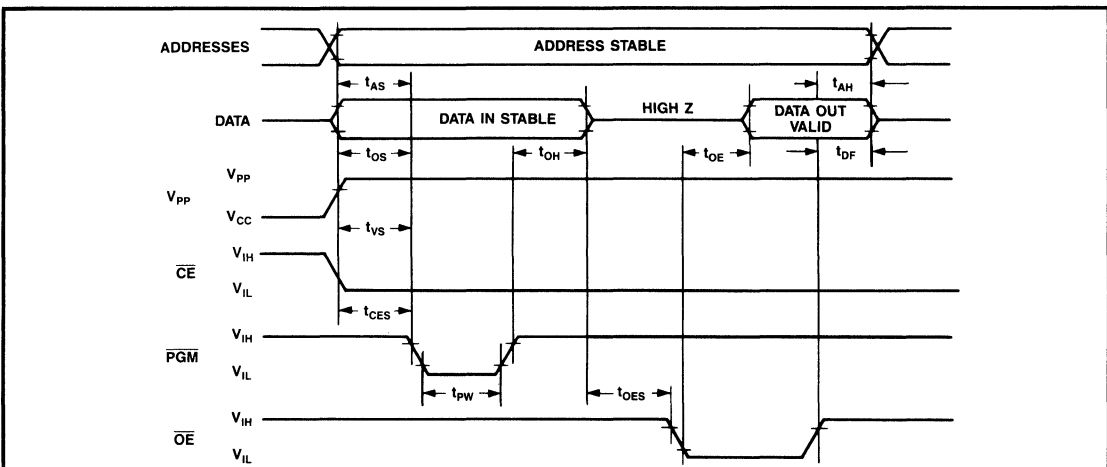 ADDRESSES
ADDRESS STABLE
tAS
tAH
DATA
DATA IN STABLE
HIGH Z
DATA OUT
VALID
tOS
tOH
tOE
tDF
VPP
VPP
VCC
tVS
CE
VIH
VIL
tCES
PGM
VIH
VIL
tPW
tOES
OE
VIH
VIL